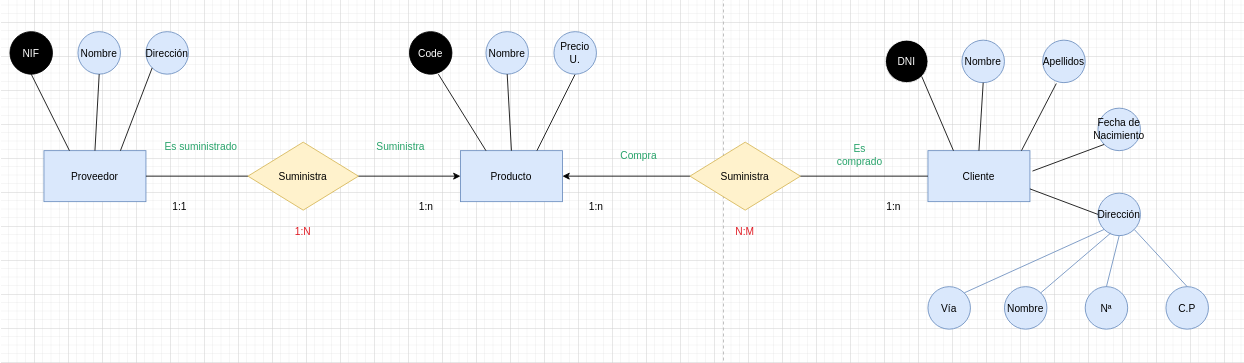 NIF
Nombre
Dirección
Code
Nombre
Precio
U.
DNI
Nombre
Apellidos
Fecha de
Nacimiento
Es suministrado
Suministra
Compra
Es
comprado
Proveedor
Suministra
Producto
Suministra
Cliente
1:1
1:n
1:n
1:n
1:N
N:M
Dirección
Vía
Nombre
Nª
C.P